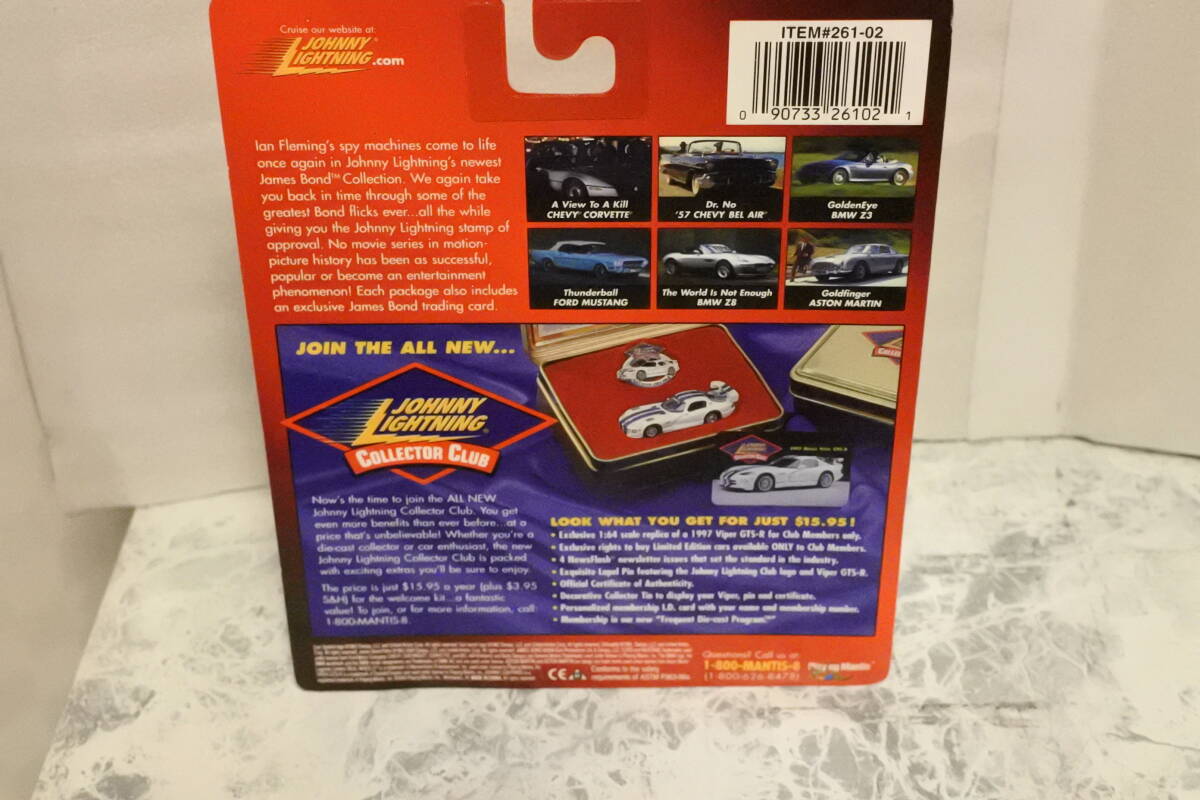 Cruise our website at:
JOHNNY
LIGHTNING.com
ITEM#261-02
0 90733 26102 1
Ian Fleming's spy machines come to life
once again in Johnny Lightning's newest
James Bond™ Collection. We again take
you back in time through some of the
greatest Bond flicks ever...all the while
giving you the Johnny Lightning stamp of
approval. No movie series in motion-
picture history has been as successful,
popular or become an entertainment
phenomenon! Each package also includes
an exclusive James Bond trading card.
A View To A Kill
CHEVY® CORVETTE®
Dr. No
'57 CHEVY BEL AIR®
GoldenEye
BMW Z3
Thunderball
FORD MUSTANG
The World Is Not Enough
BMW Z8
Goldfinger
ASTON MARTIN
JOIN THE ALL NEW...
JOHNNY
LIGHTNING®
COLLECTOR CLUB
Now's the time to join the ALL NEW
Johnny Lightning Collector Club. You get
even more benefits than ever before...at a
price that's unbelievable! Whether you're a
die-cast collector or car enthusiast, the new
Johnny Lightning Collector Club is packed
with exciting extras you'll be sure to enjoy.
The price is just $15.95 a year (plus $3.95
S&H) for the welcome kit...a fantastic
value! To join, or for more information, call:
1-800-MANTIS-8.
LOOK WHAT YOU GET FOR JUST $15.95!
• Exclusive 1:64 scale replica of a 1997 Viper GTS-R for Club Members only.
• Exclusive rights to buy Limited Edition cars available ONLY to Club Members.
• 4 NewsFlash newsletter issues that set the standard in the industry.
• Exquisite Lapel Pin featuring the Johnny Lightning Club logo and Viper GTS-R.
• Official Certificate of Authenticity.
• Decorative Collector Tin to display your Viper, pin and certificate.
• Personalized membership I.D. card with your name and membership number.
• Membership in our new "Frequent Die-cast Program."
CE
Conforms to the safety
requirements of ASTM
Questions? Call us at:
1-800-MANTIS-8
(1-800-626-8478)
Playing Mantis